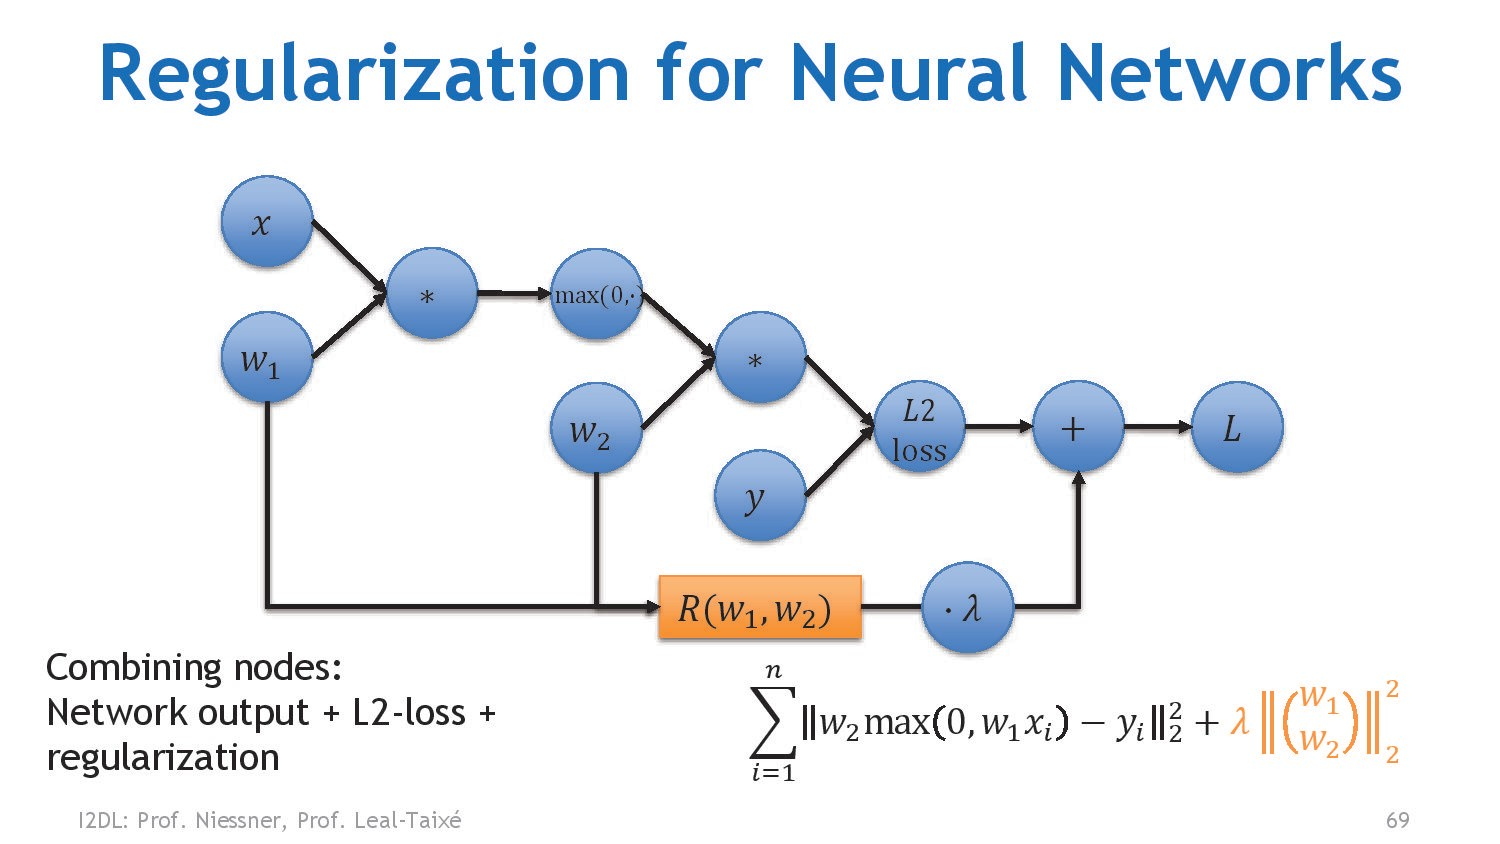 Regularization for Neural Networks
x
w₁
*
max(0,·)
w₂
*
y
L2
loss
+
L
R(w₁, w₂)
· λ
Combining nodes:
Network output + L2-loss +
regularization
∑ⁿᵢ₌₁ ‖w₂ max(0, w₁xᵢ) − yᵢ‖₂² + λ ‖(w₁ w₂)‖₂²
I2DL: Prof. Niessner, Prof. Leal-Taixé
69